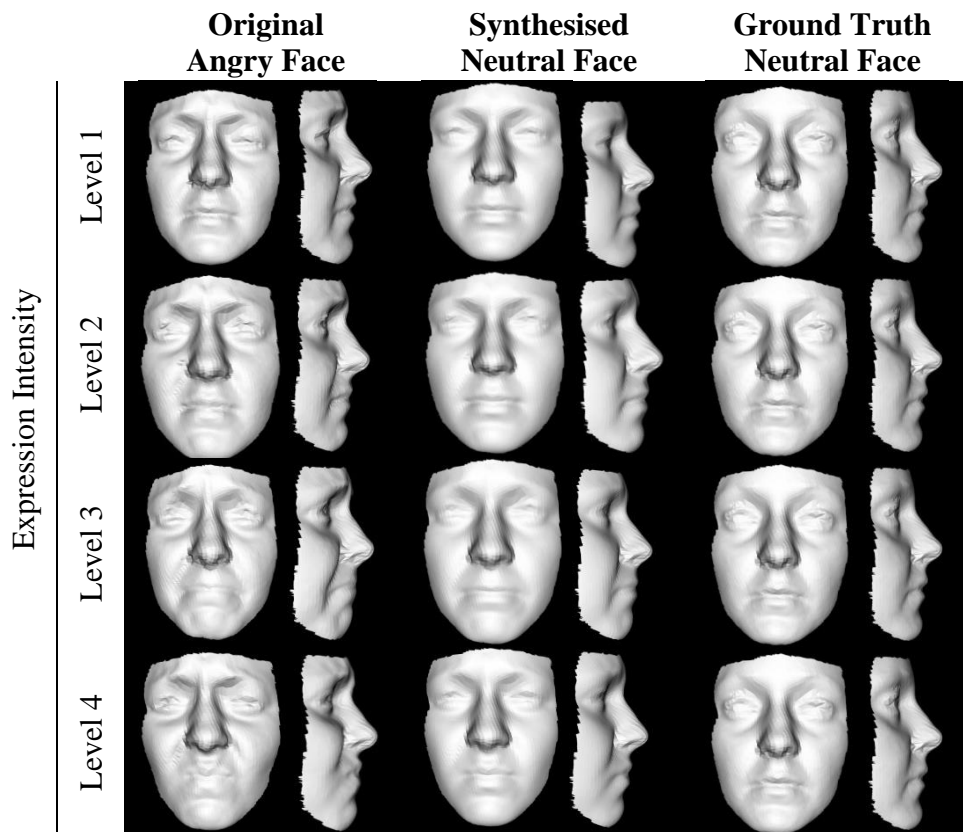 Original
Angry Face
Synthesised
Neutral Face
Ground Truth
Neutral Face
Expression Intensity
Level 1
Level 2
Level 3
Level 4